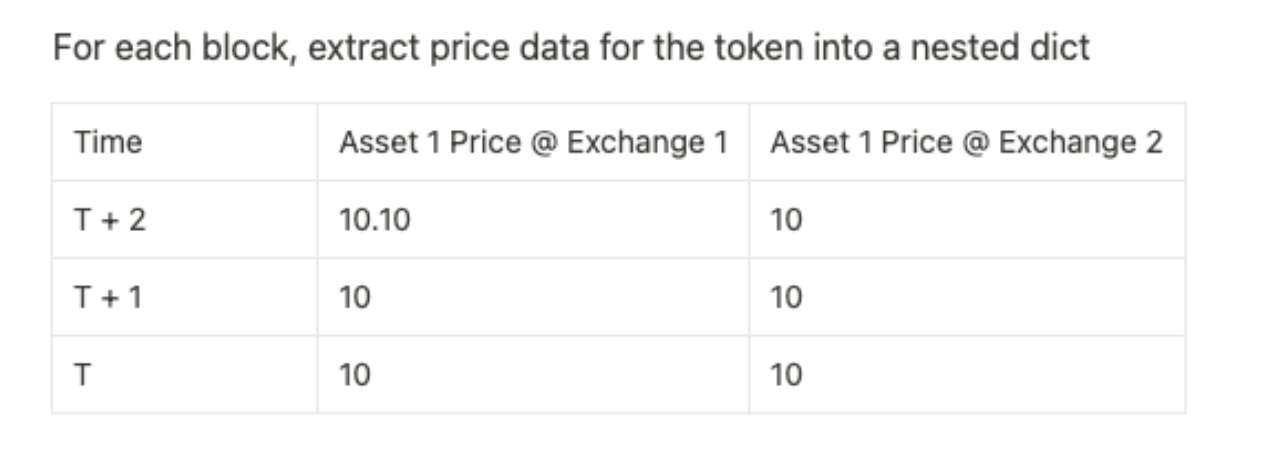 For each block, extract price data for the token into a nested dict
Time Asset 1 Price @ Exchange 1 Asset 1 Price @ Exchange 2
T + 2 10.10 10
T + 1 10 10
T 10 10